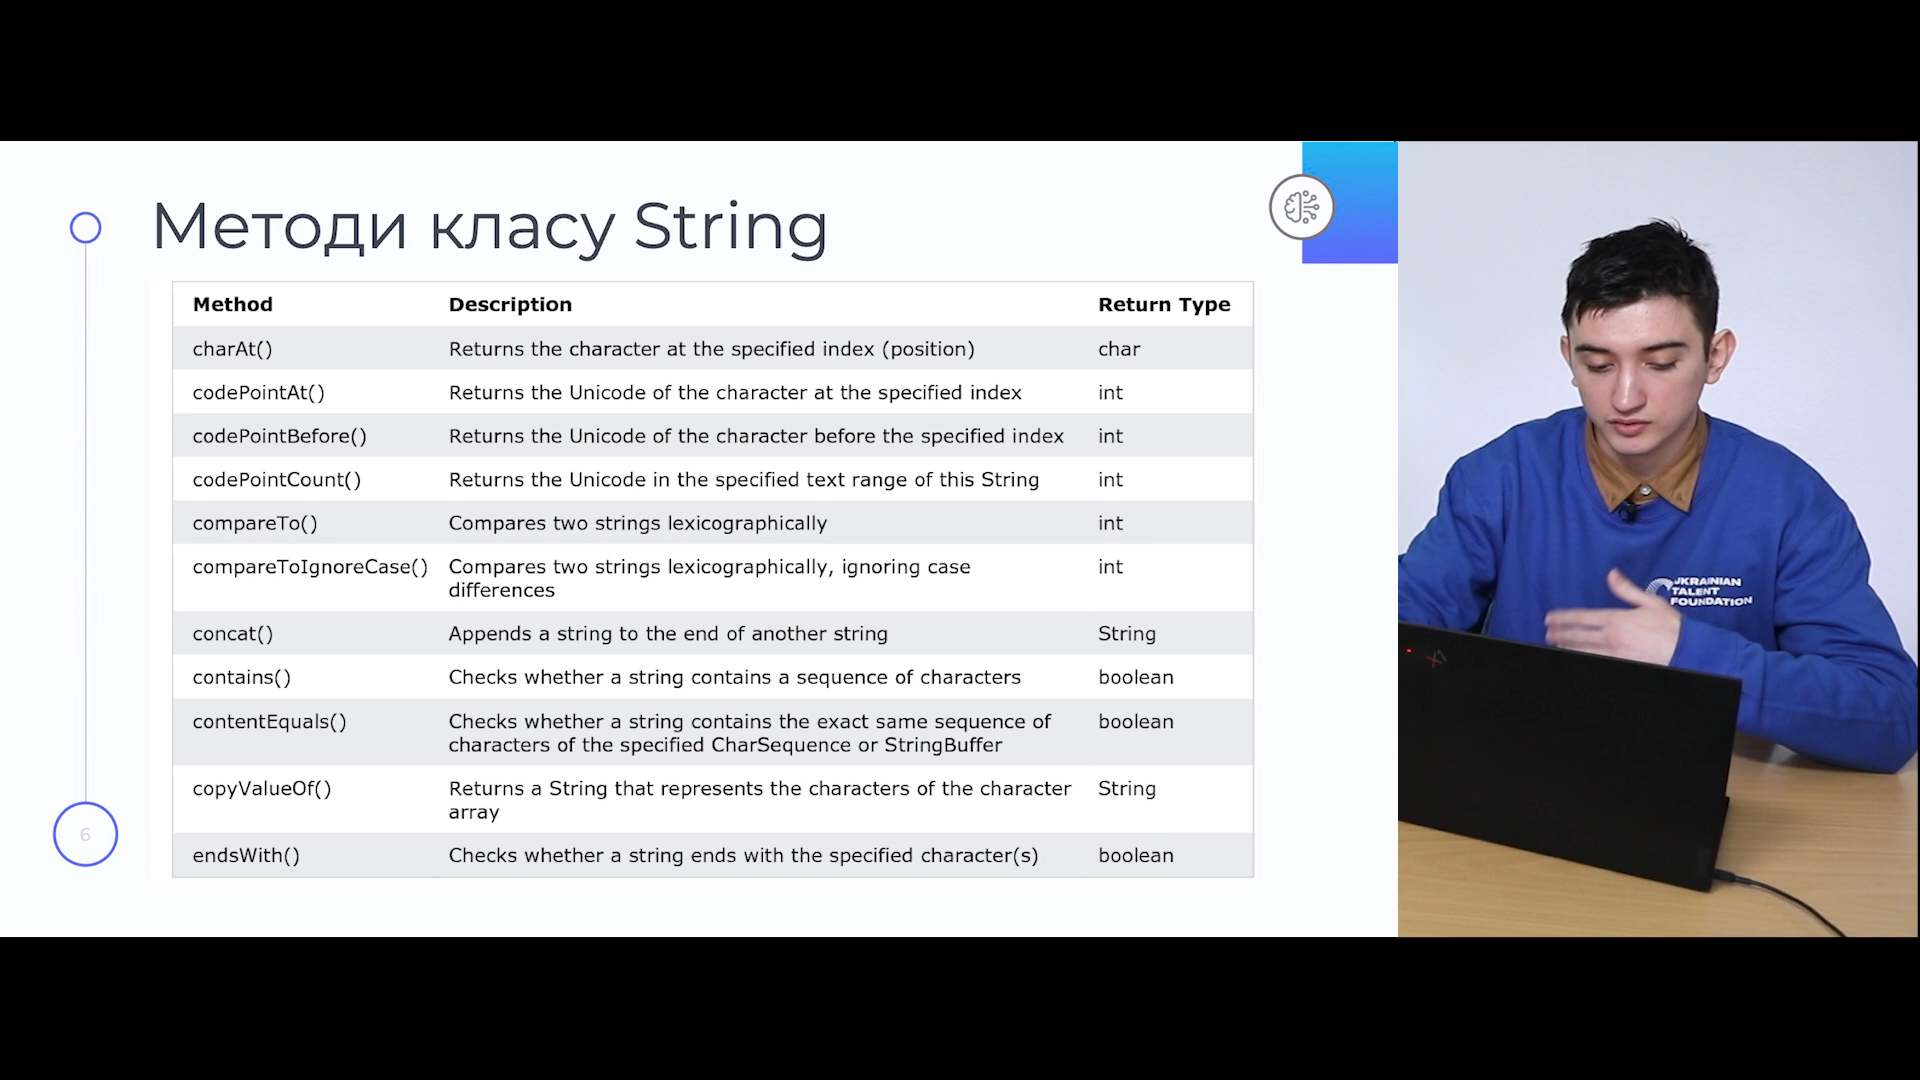 Методи класу String
Method Description Return Type
charAt() Returns the character at the specified index (position) char
codePointAt() Returns the Unicode of the character at the specified index int
codePointBefore() Returns the Unicode of the character before the specified index int
codePointCount() Returns the Unicode in the specified text range of this String int
compareTo() Compares two strings lexicographically int
compareToIgnoreCase() Compares two strings lexicographically, ignoring case int
differences
concat() Appends a string to the end of another string String
contains() Checks whether a string contains a sequence of characters boolean
contentEquals() Checks whether a string contains the exact same sequence of boolean
characters of the specified CharSequence or StringBuffer
copyValueOf() Returns a String that represents the characters of the character String
array
endsWith() Checks whether a string ends with the specified character(s) boolean
6
UKRAINIAN
TALENT
FOUNDATION
X1